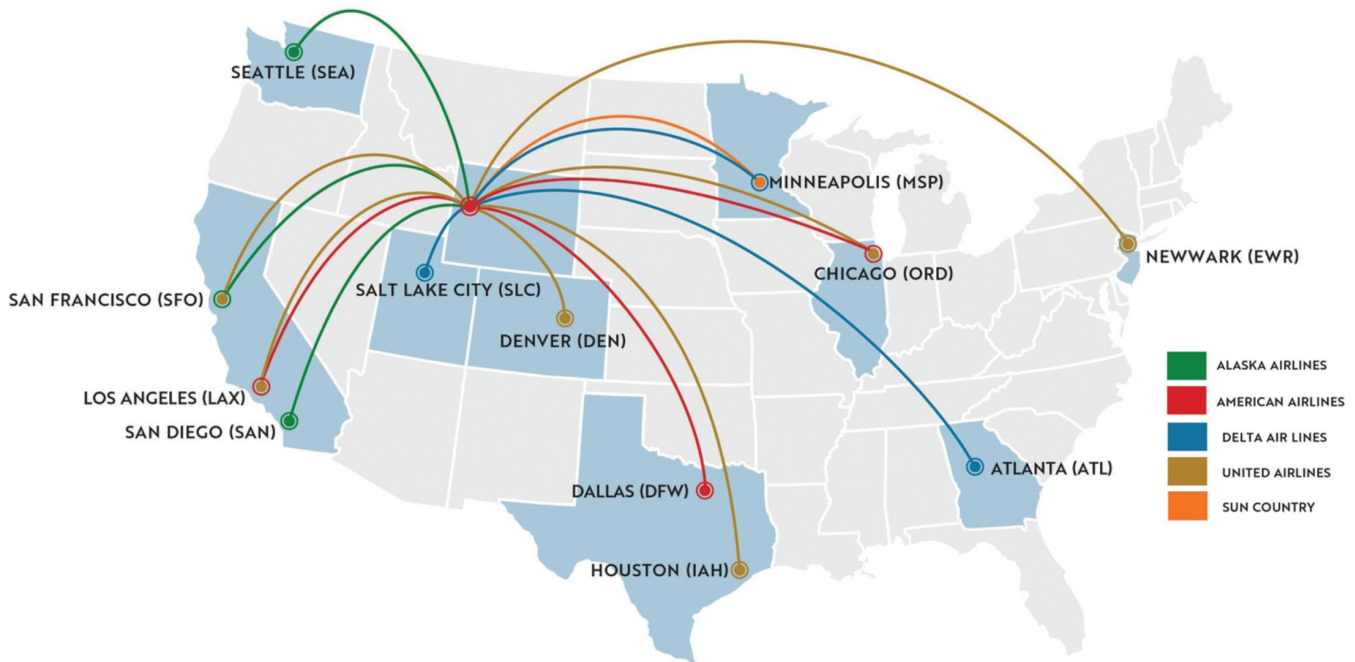 SEATTLE (SEA)
MINNEAPOLIS (MSP)
NEWWARK (EWR)
CHICAGO (ORD)
SALT LAKE CITY (SLC)
SAN FRANCISCO (SFO)
DENVER (DEN)
LOS ANGELES (LAX)
SAN DIEGO (SAN)
ATLANTA (ATL)
DALLAS (DFW)
HOUSTON (IAH)
ALASKA AIRLINES
AMERICAN AIRLINES
DELTA AIR LINES
UNITED AIRLINES
SUN COUNTRY